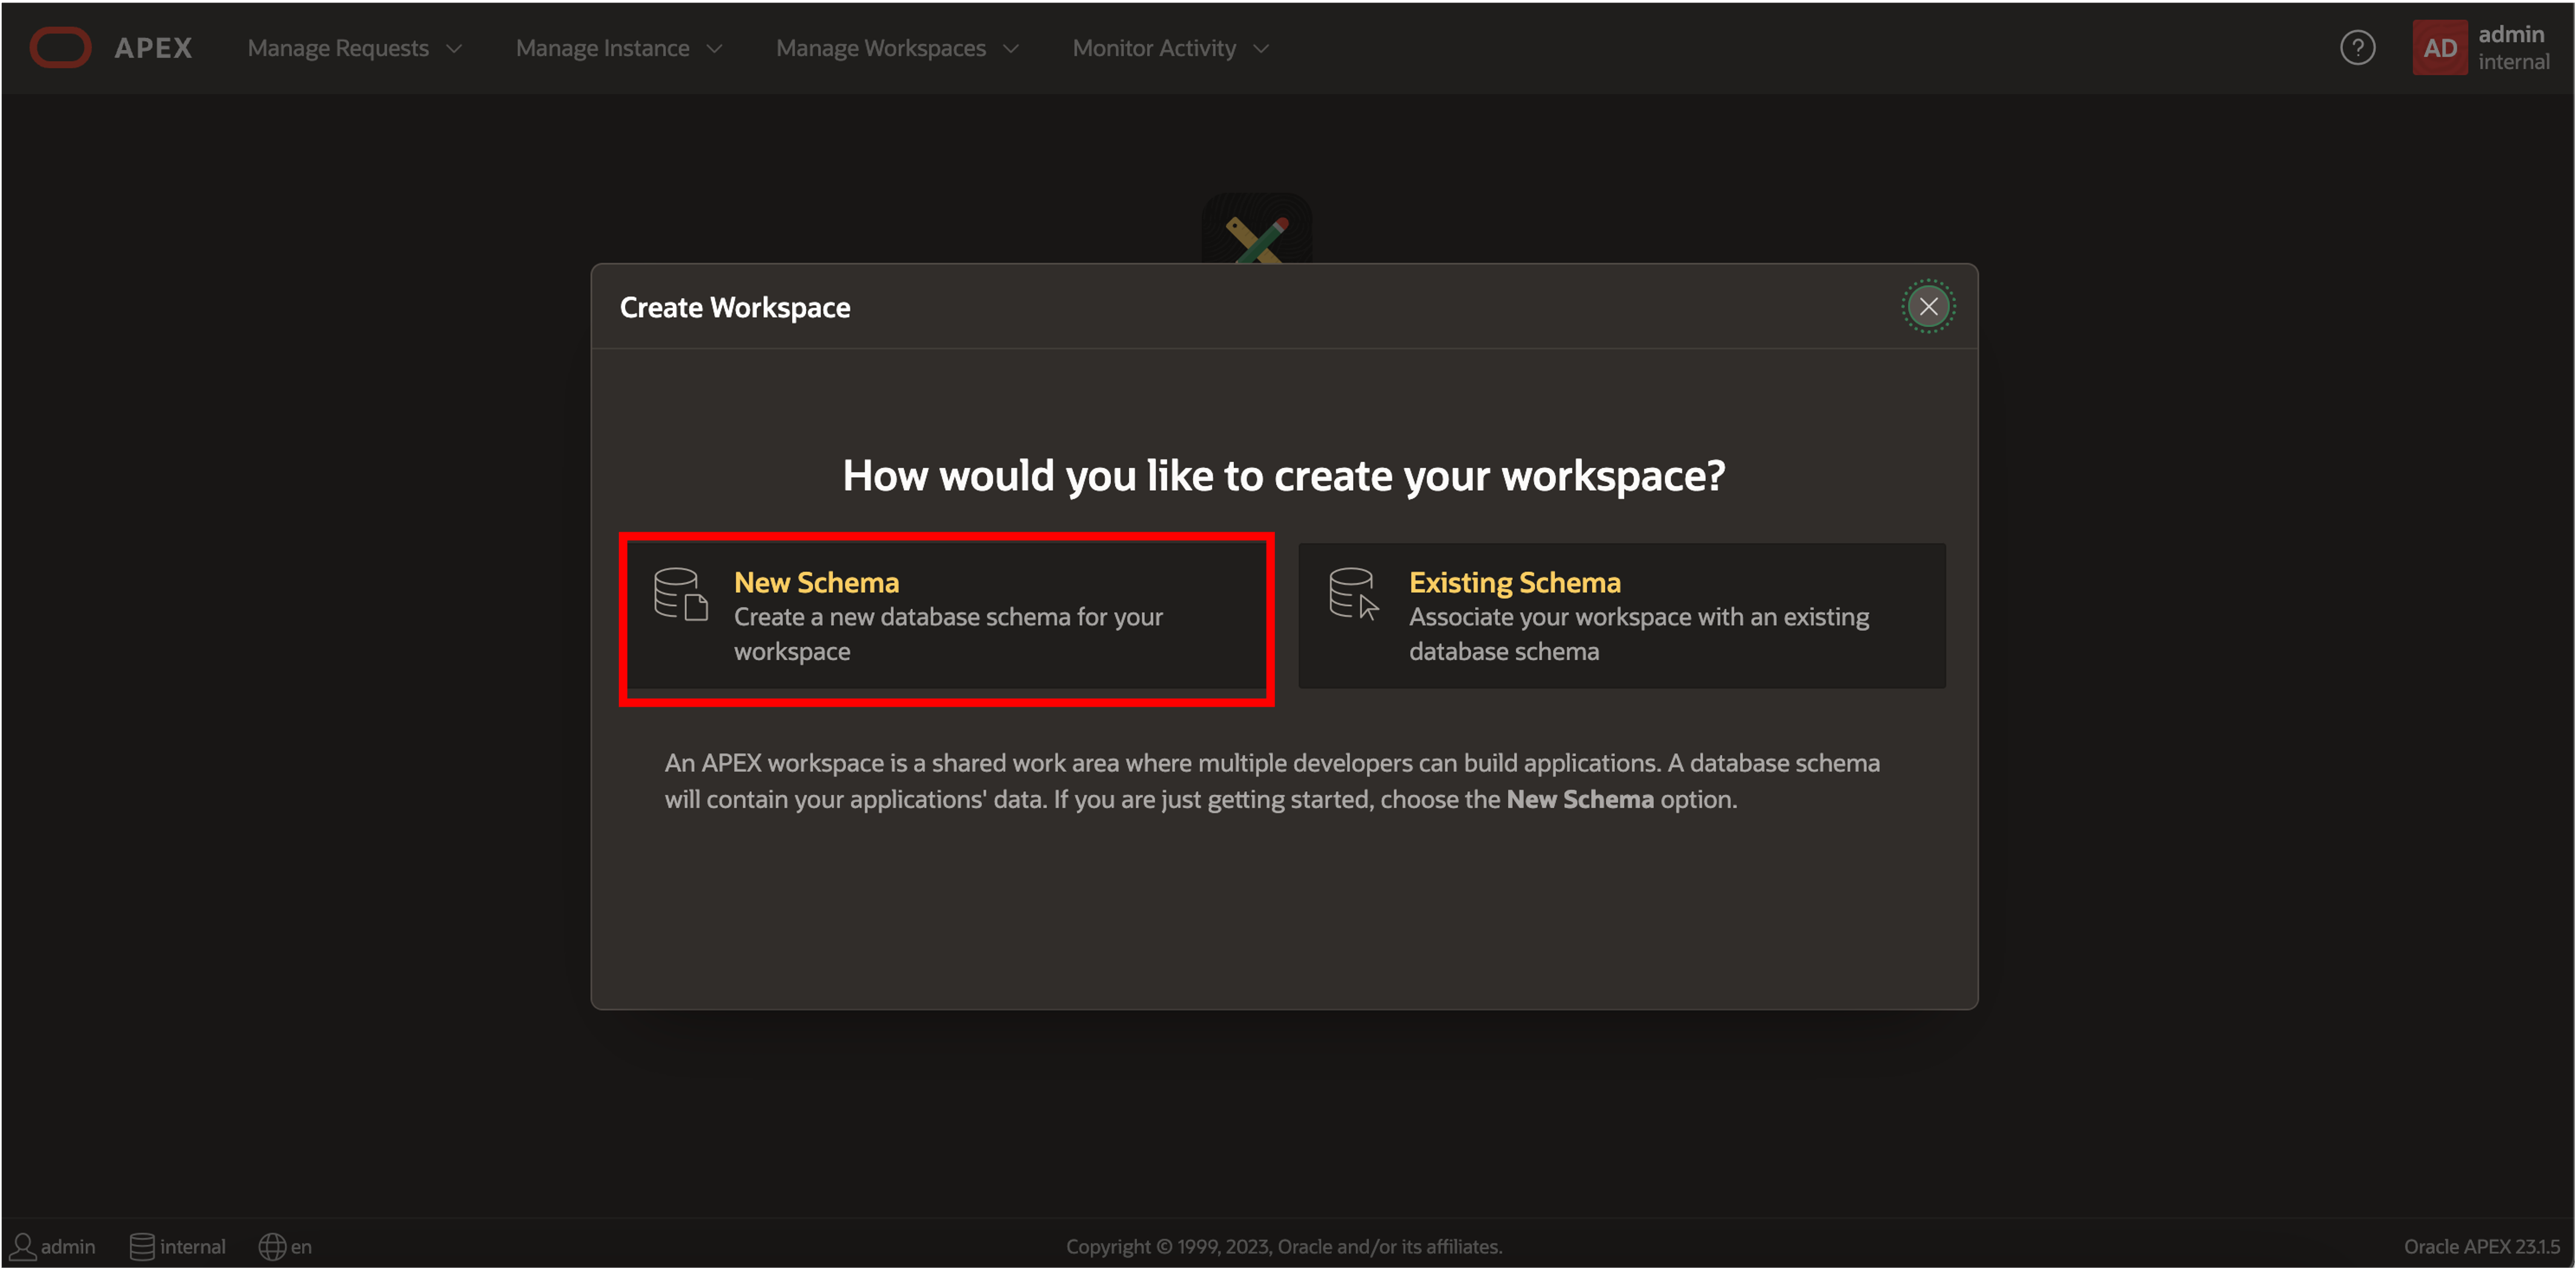 APEX Manage Requests Manage Instance Manage Workspaces Monitor Activity ? AD admin
internal
Create Workspace
How would you like to create your workspace?
New Schema
Create a new database schema for your
workspace
Existing Schema
Associate your workspace with an existing
database schema
An APEX workspace is a shared work area where multiple developers can build applications. A database schema
will contain your applications' data. If you are just getting started, choose the New Schema option.
admin internal en Copyright © 1999, 2023, Oracle and/or its affiliates. Oracle APEX 23.1.5